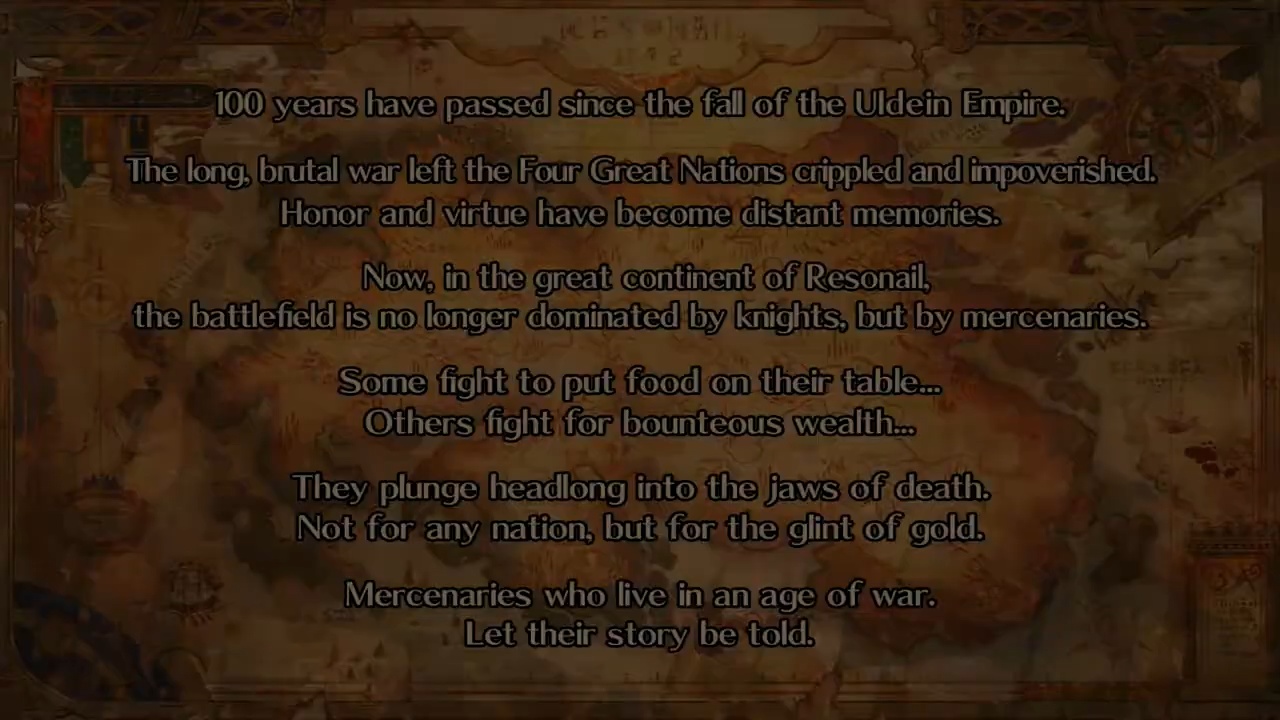 100 years have passed since the fall of the Uldein Empire.
The long, brutal war left the Four Great Nations crippled and impoverished.
Honor and virtue have become distant memories.
Now, in the great continent of Resonail,
the battlefield is no longer dominated by knights, but by mercenaries.
Some fight to put food on their table...
Others fight for bounteous wealth...
They plunge headlong into the jaws of death.
Not for any nation, but for the glint of gold.
Mercenaries who live in an age of war.
Let their story be told.